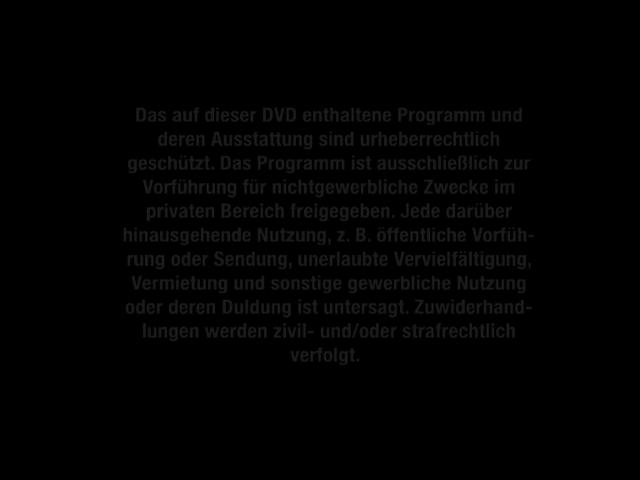 Das auf dieser DVD enthaltene Programm und
deren Ausstattung sind urheberrechtlich
geschützt. Das Programm ist ausschließlich zur
Vorführung für nichtgewerbliche Zwecke im
privaten Bereich freigegeben. Jede darüber
hinausgehende Nutzung, z. B. öffentliche Vorfüh-
rung oder Sendung, unerlaubte Vervielfältigung,
Vermietung und sonstige gewerbliche Nutzung
oder deren Duldung ist untersagt. Zuwiderhand-
lungen werden zivil- und/oder strafrechtlich
verfolgt.